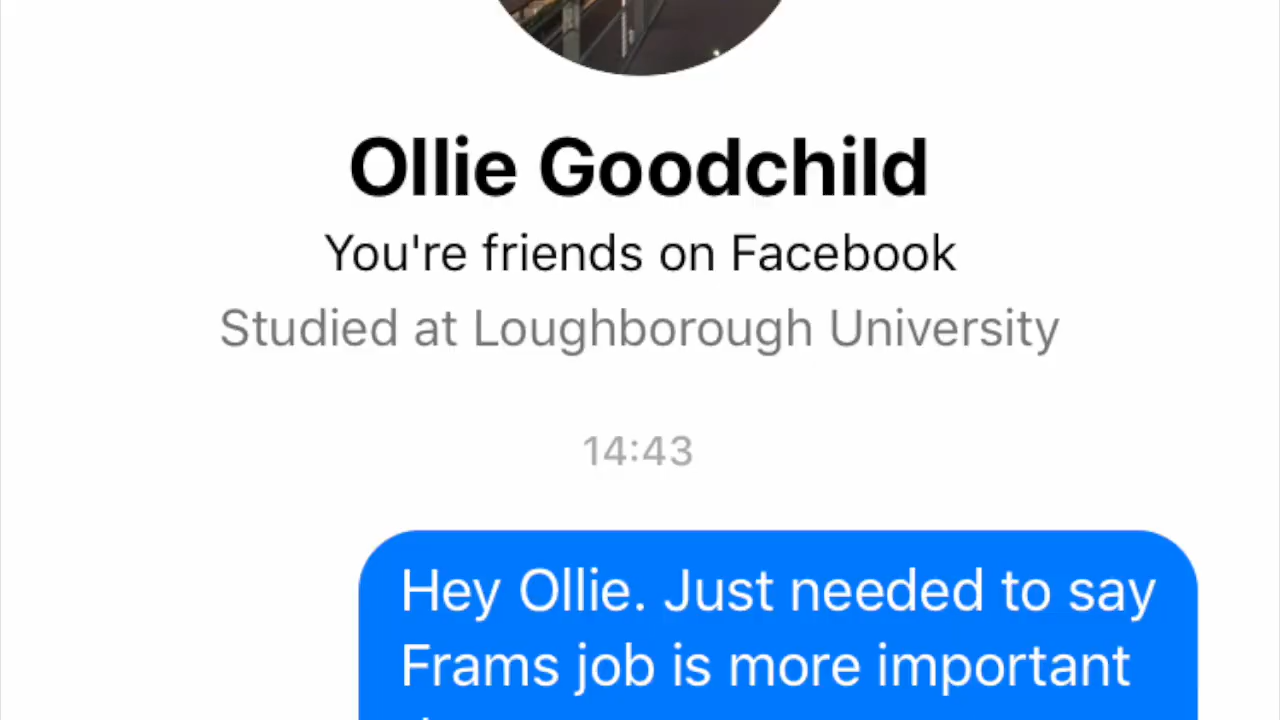 Ollie Goodchild
You're friends on Facebook
Studied at Loughborough University
14:43
Hey Ollie. Just needed to say
Frams job is more important